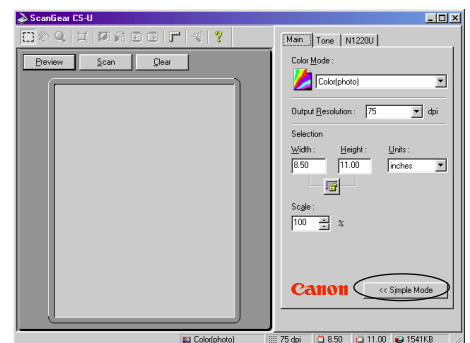 ScanGear CS-U
Main Tone N1220U
Preview Scan Clear
Color Mode :
Color(photo)
Output Resolution : 75 dpi
Selection
Width : Height : Units :
8.50 11.00 inches
Scale :
100 %
Canon << Simple Mode
Color(photo) 75 dpi 8.50 11.00 1541KB